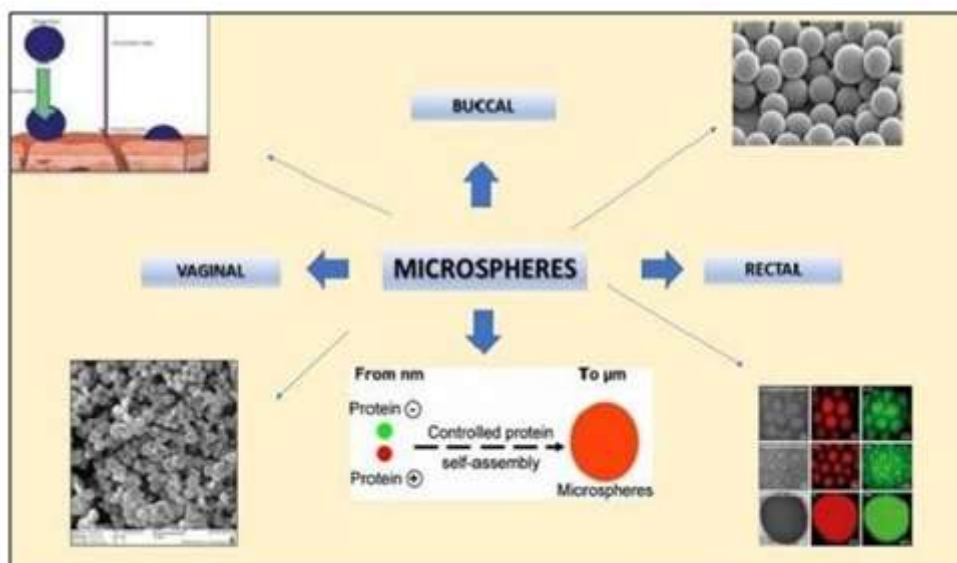 BUCCAL
VAGINAL
MICROSPHERES
RECTAL
From nm
To µm
Protein -
Controlled protein
self-assembly
Protein +
Microspheres